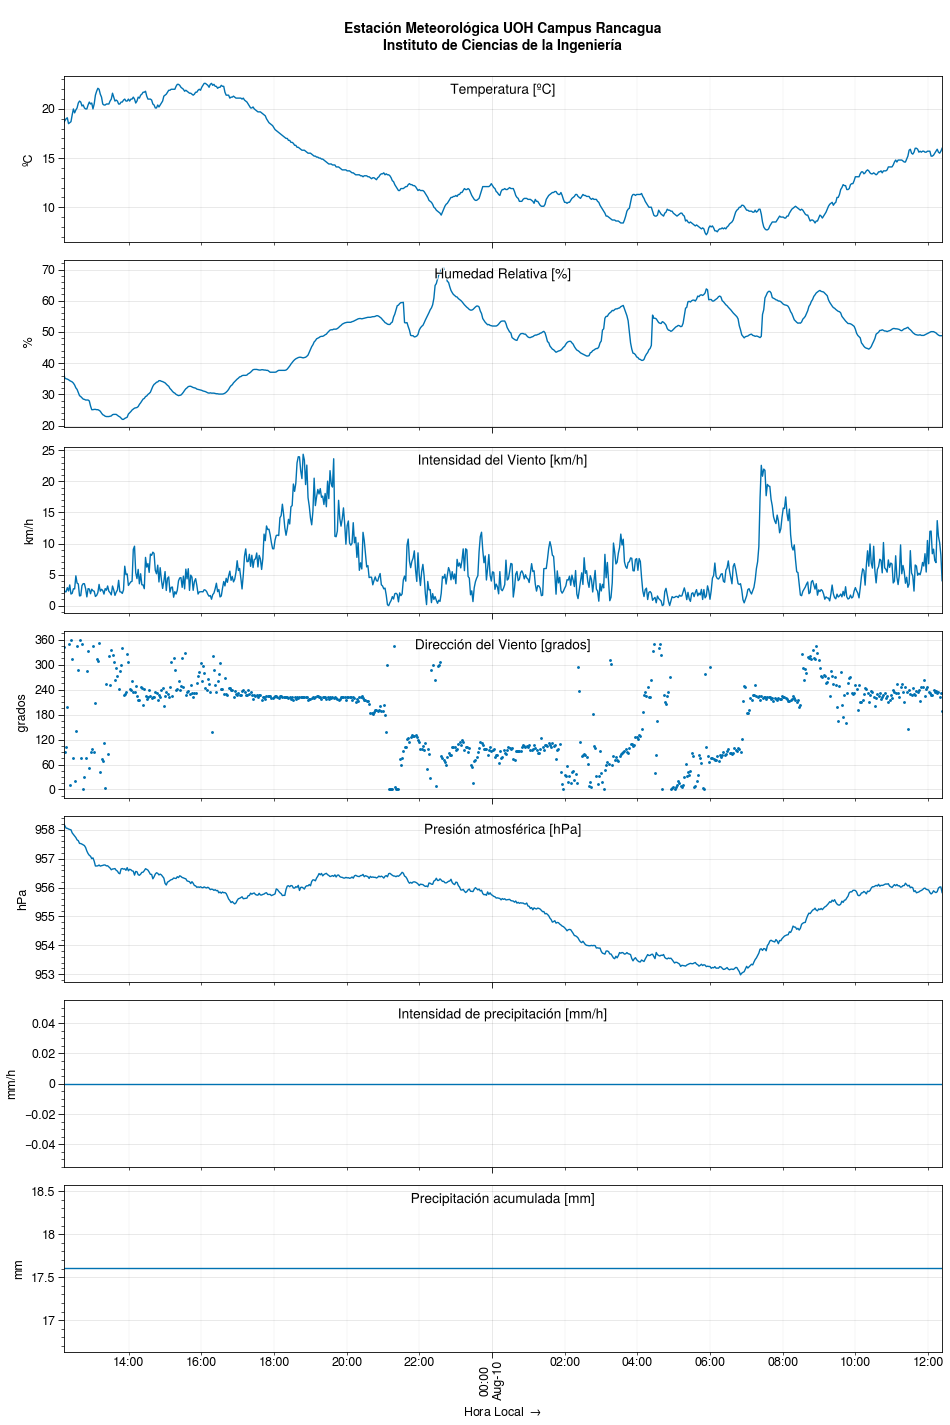 Estación Meteorológica UOH Campus Rancagua
Instituto de Ciencias de la Ingeniería
Temperatura [ºC]
ºC
20
15
10
Humedad Relativa [%]
%
70
60
50
40
30
20
Intensidad del Viento [km/h]
km/h
25
20
15
10
5
0
Dirección del Viento [grados]
grados
360
300
240
180
120
60
0
Presión atmosférica [hPa]
hPa
958
957
956
955
954
953
Intensidad de precipitación [mm/h]
mm/h
0.04
0.02
0
−0.02
−0.04
Precipitación acumulada [mm]
mm
18.5
18
17.5
17
14:00 16:00 18:00 20:00 22:00 00:00 02:00 04:00 06:00 08:00 10:00 12:00
Aug-10
Hora Local →